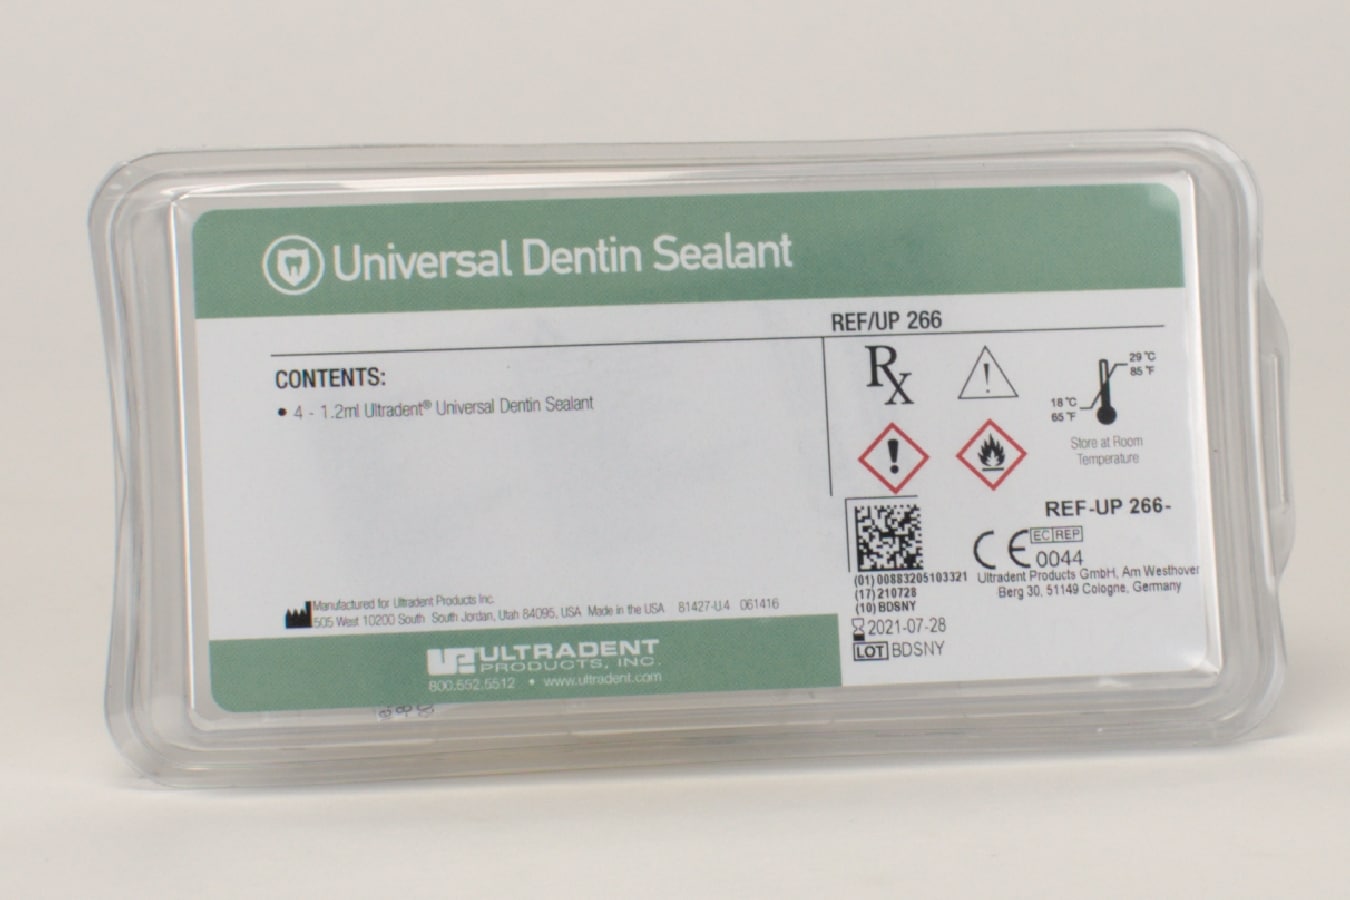 Universal Dentin Sealant
REF/UP 266
CONTENTS:
• 4 - 1.2ml Ultradent® Universal Dentin Sealant
Rx
29 °C
85 °F
18 °C
65 °F
Store at Room
Temperature
REF-UP 266-
CE EC REP
0044
Ultradent Products GmbH, Am Westhover
Berg 30, 51149 Cologne, Germany
(01)00883205103321
(17)210728
(10)BDSNY
2021-07-28
LOT BDSNY
Manufactured for Ultradent Products Inc.
505 West 10200 South South Jordan, Utah 84095, USA Made in the USA 81427-U.4 061416
UP ULTRADENT
PRODUCTS, INC.
800.552.5512 • www.ultradent.com